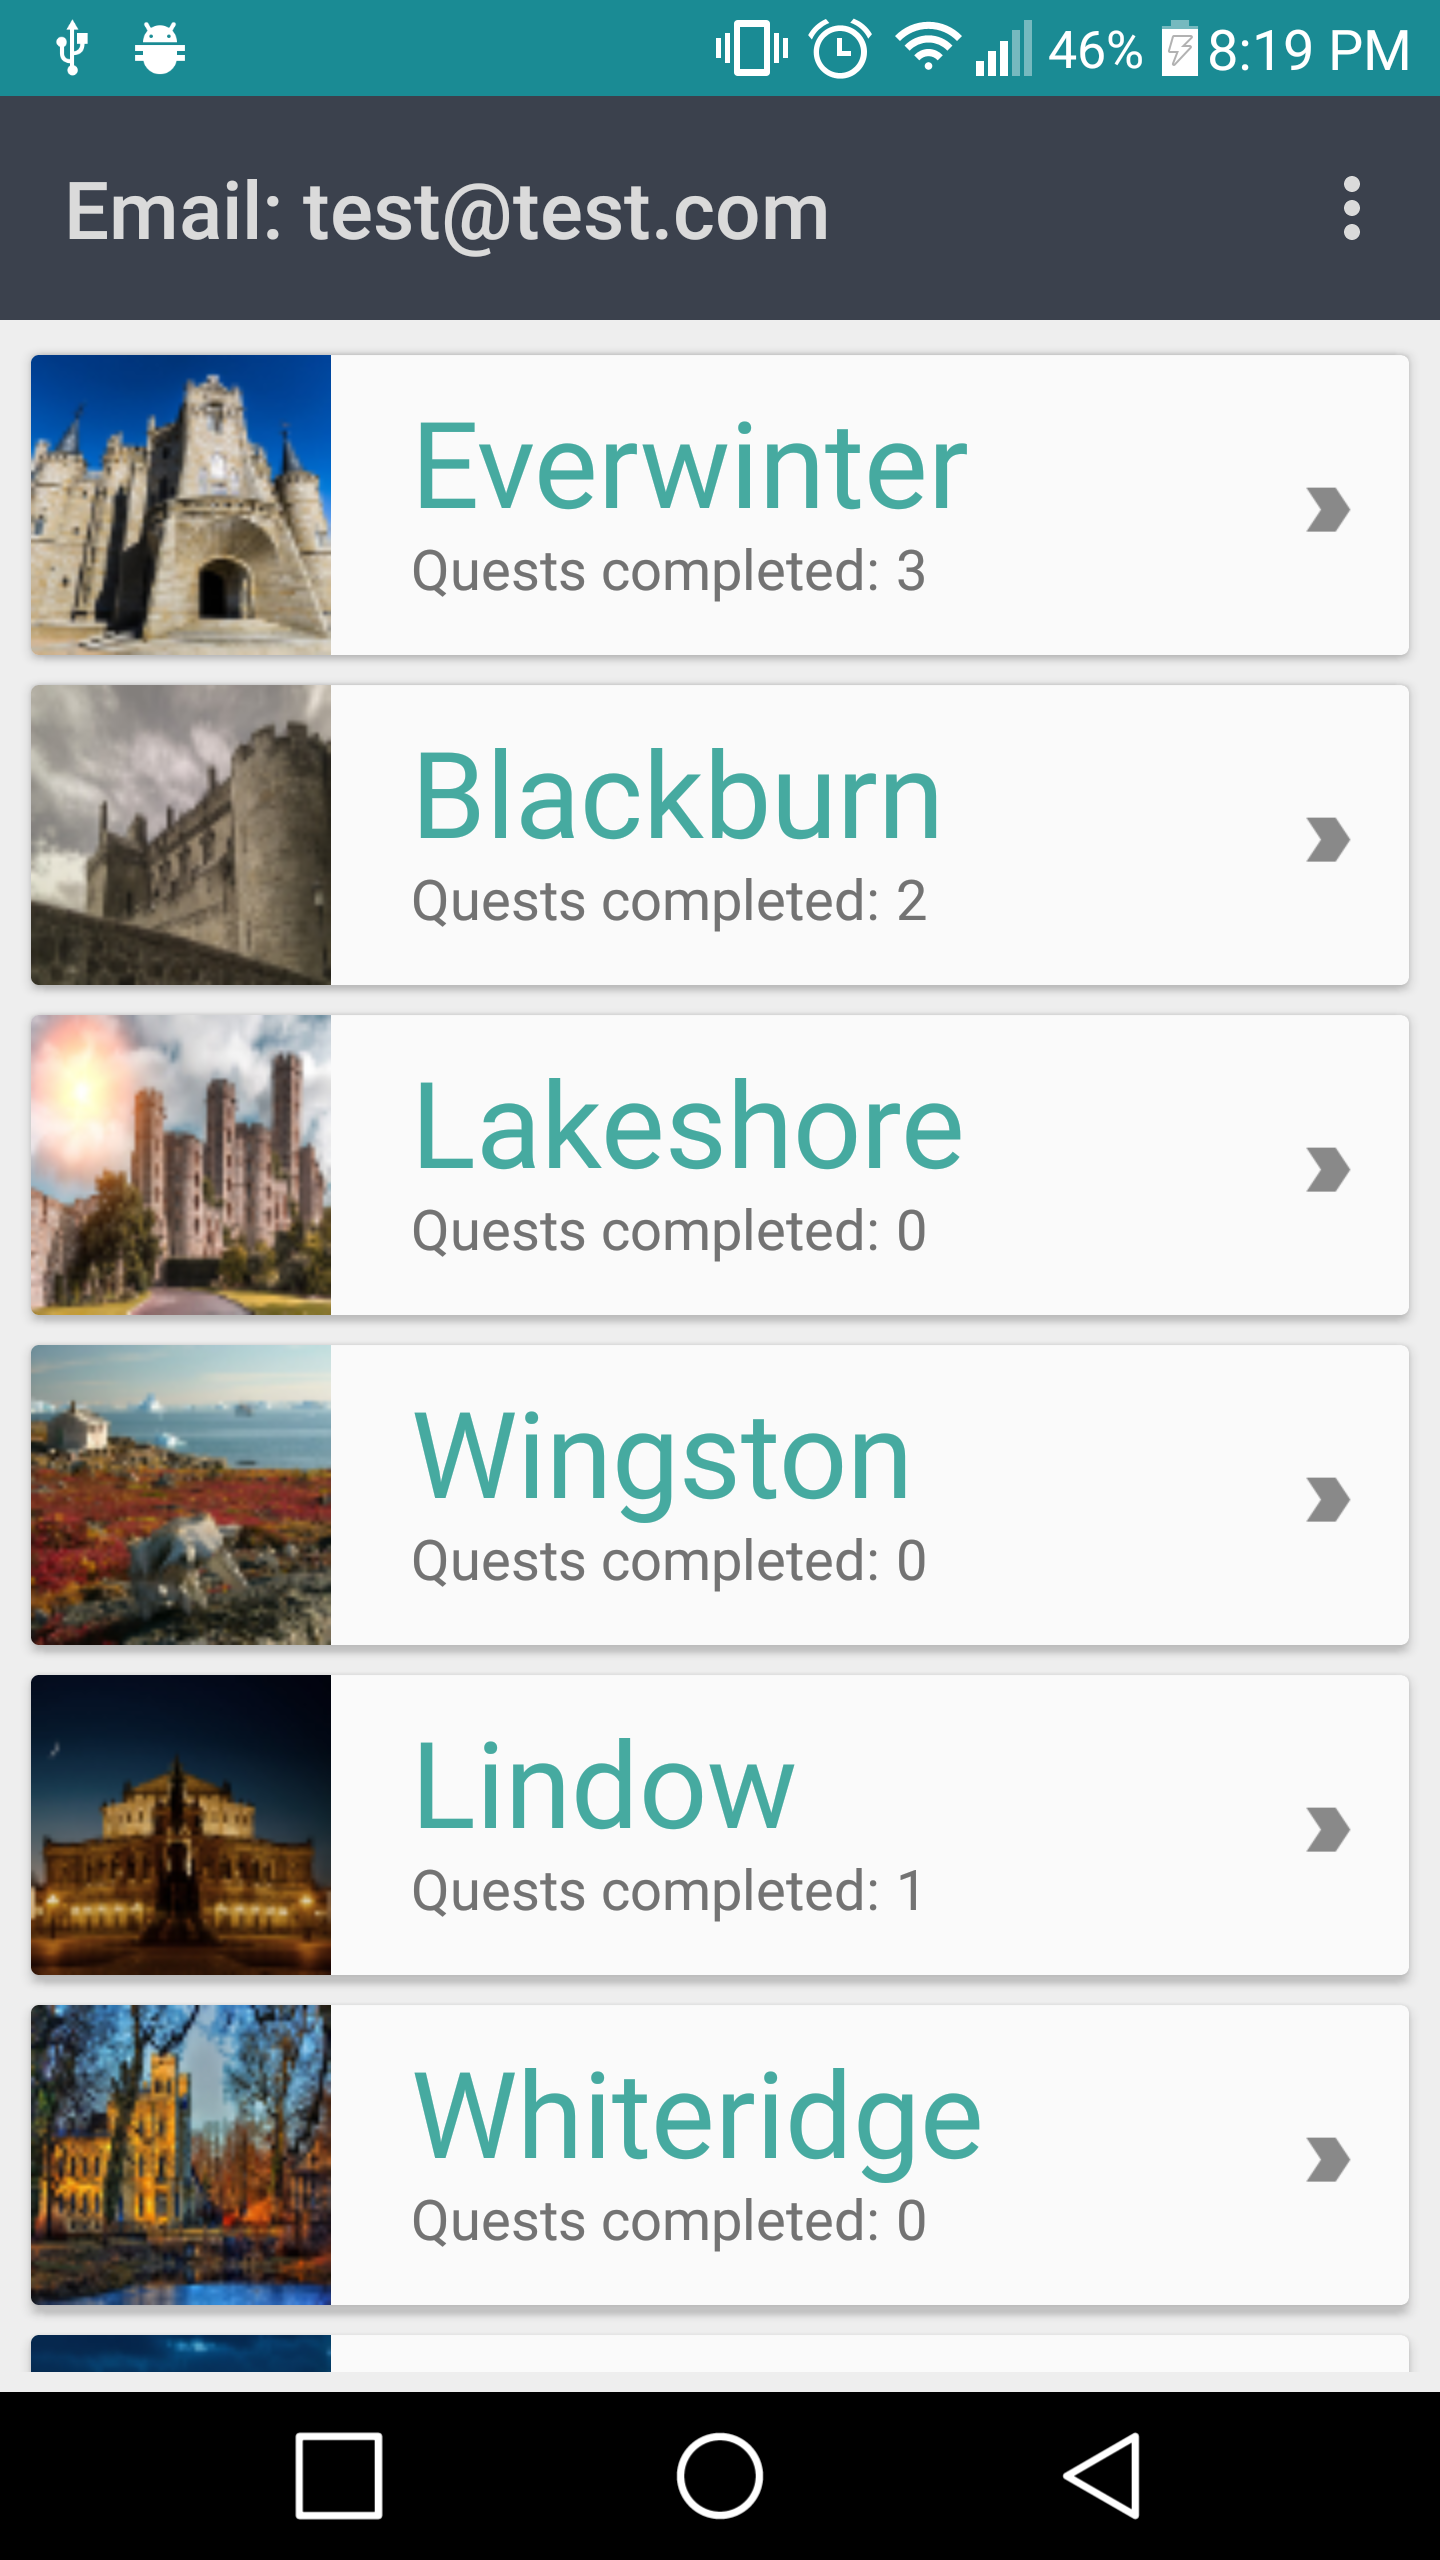 46% 8:19 PM
Email: test@test.com
Everwinter
Quests completed: 3
Blackburn
Quests completed: 2
Lakeshore
Quests completed: 0
Wingston
Quests completed: 0
Lindow
Quests completed: 1
Whiteridge
Quests completed: 0